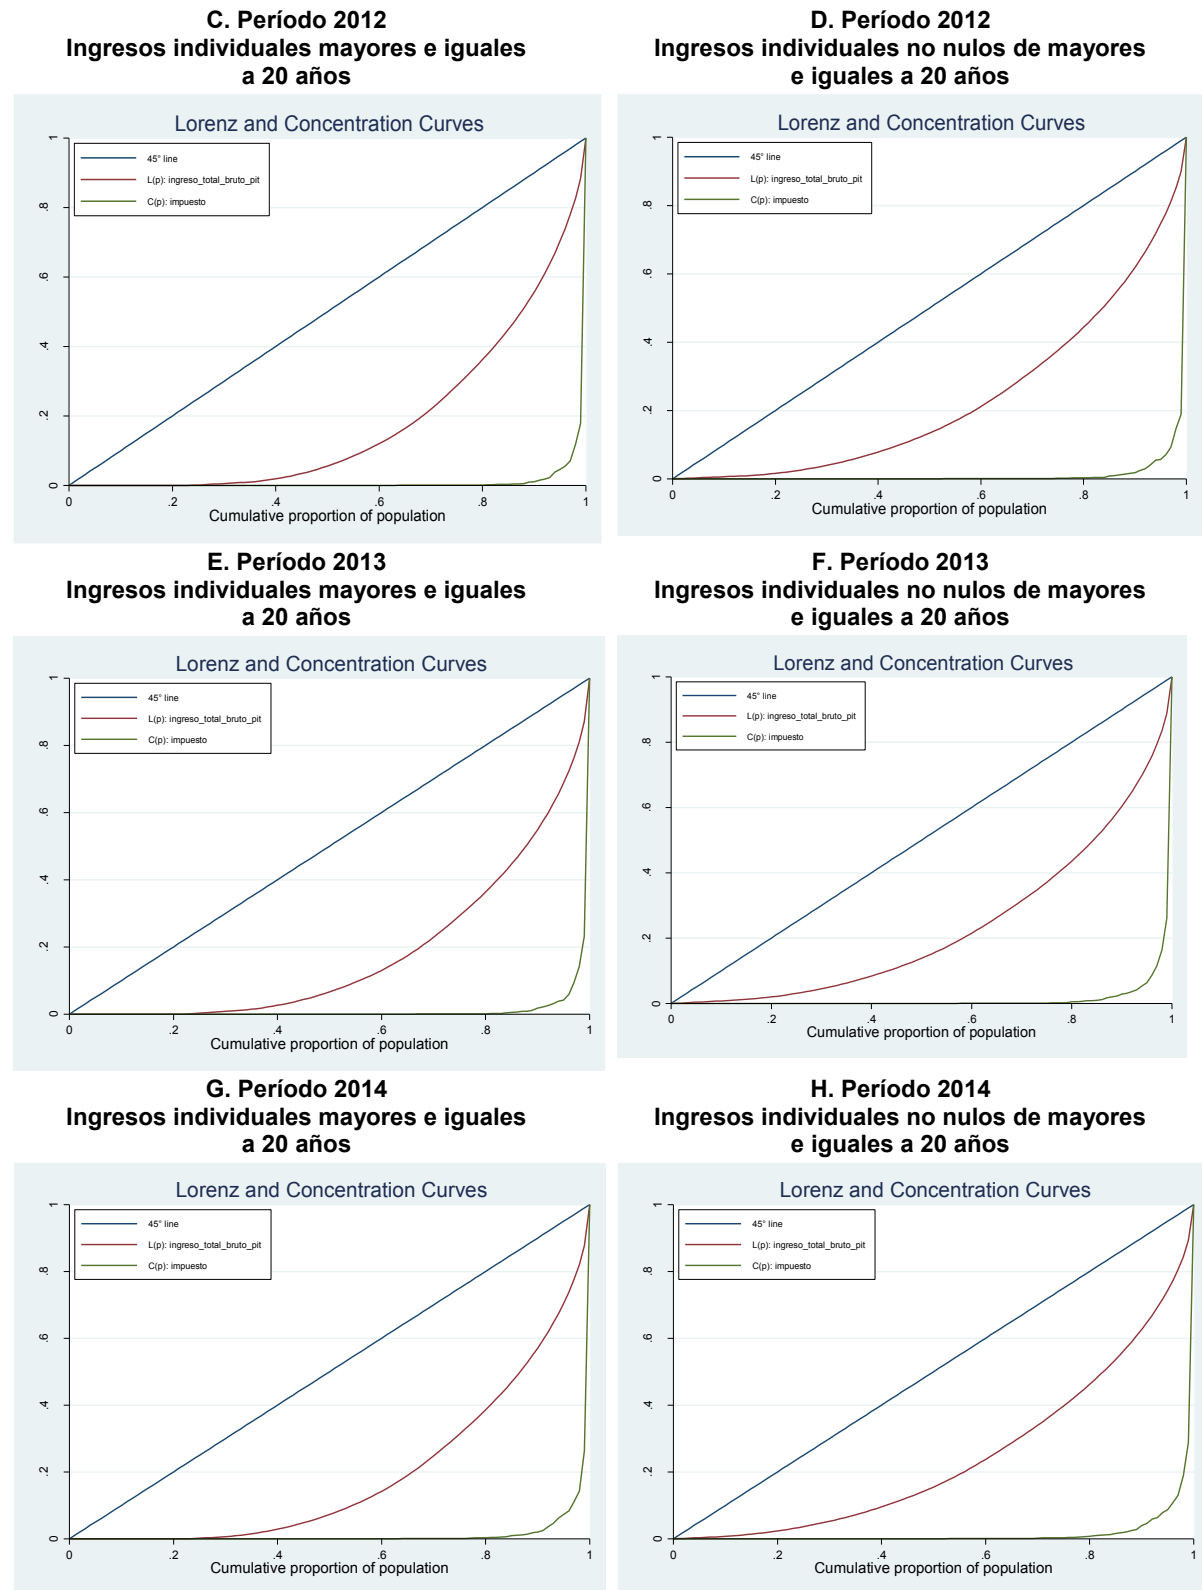 C. Período 2012
Ingresos individuales mayores e iguales
a 20 años
Lorenz and Concentration Curves
45° line
L(p): ingreso_total_bruto_pit
C(p): impuesto
1
.8
.6
.4
.2
0
0 .2 .4 .6 .8 1
Cumulative proportion of population
D. Período 2012
Ingresos individuales no nulos de mayores
e iguales a 20 años
Lorenz and Concentration Curves
45° line
L(p): ingreso_total_bruto_pit
C(p): impuesto
1
.8
.6
.4
.2
0
0 .2 .4 .6 .8 1
Cumulative proportion of population
E. Período 2013
Ingresos individuales mayores e iguales
a 20 años
Lorenz and Concentration Curves
45° line
L(p): ingreso_total_bruto_pit
C(p): impuesto
1
.8
.6
.4
.2
0
0 .2 .4 .6 .8 1
Cumulative proportion of population
F. Período 2013
Ingresos individuales no nulos de mayores
e iguales a 20 años
Lorenz and Concentration Curves
45° line
L(p): ingreso_total_bruto_pit
C(p): impuesto
1
.8
.6
.4
.2
0
0 .2 .4 .6 .8 1
Cumulative proportion of population
G. Período 2014
Ingresos individuales mayores e iguales
a 20 años
Lorenz and Concentration Curves
45° line
L(p): ingreso_total_bruto_pit
C(p): impuesto
1
.8
.6
.4
.2
0
0 .2 .4 .6 .8 1
Cumulative proportion of population
H. Período 2014
Ingresos individuales no nulos de mayores
e iguales a 20 años
Lorenz and Concentration Curves
45° line
L(p): ingreso_total_bruto_pit
C(p): impuesto
1
.8
.6
.4
.2
0
0 .2 .4 .6 .8 1
Cumulative proportion of population